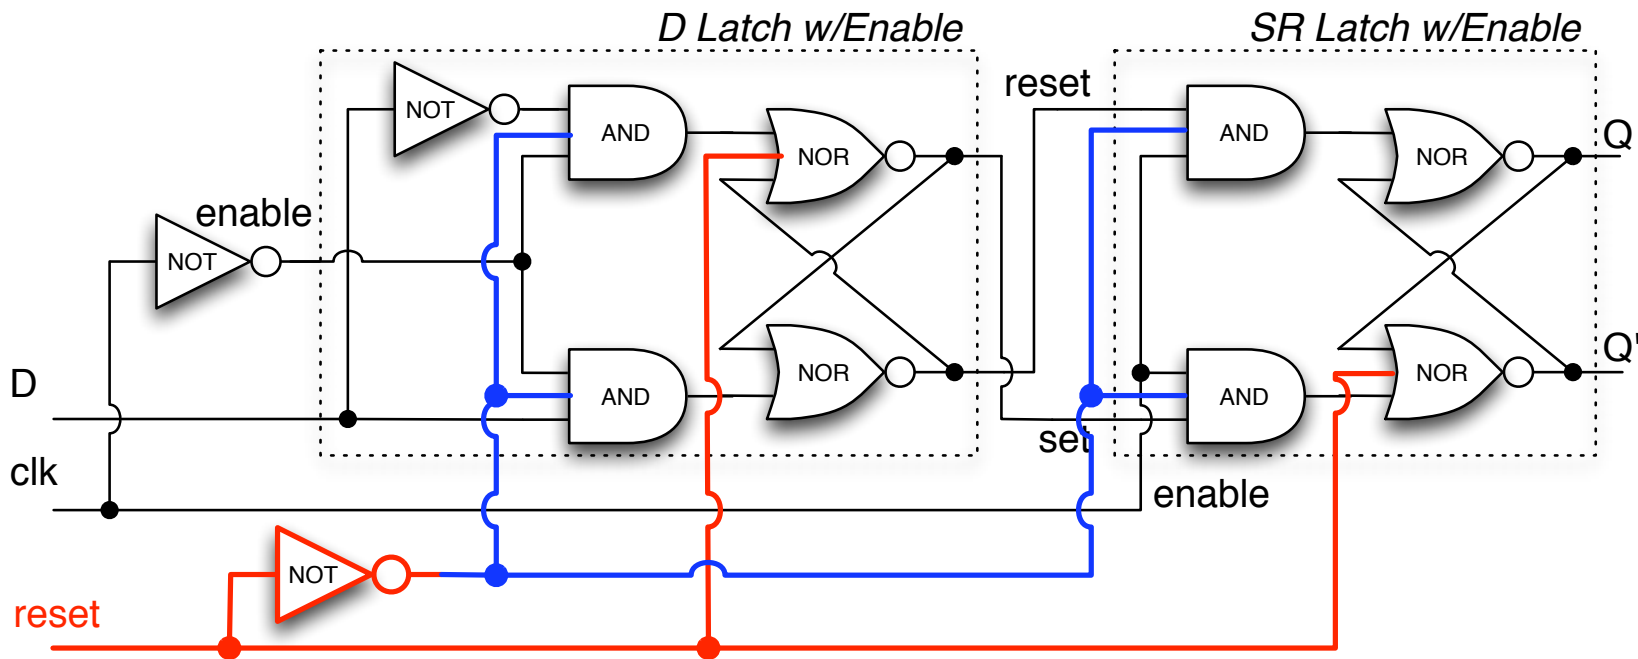 D Latch w/Enable
SR Latch w/Enable
reset
NOT
AND
NOR
AND
NOR
Q
enable
NOT
D
AND
NOR
AND
NOR
Q'
set
clk
enable
NOT
reset